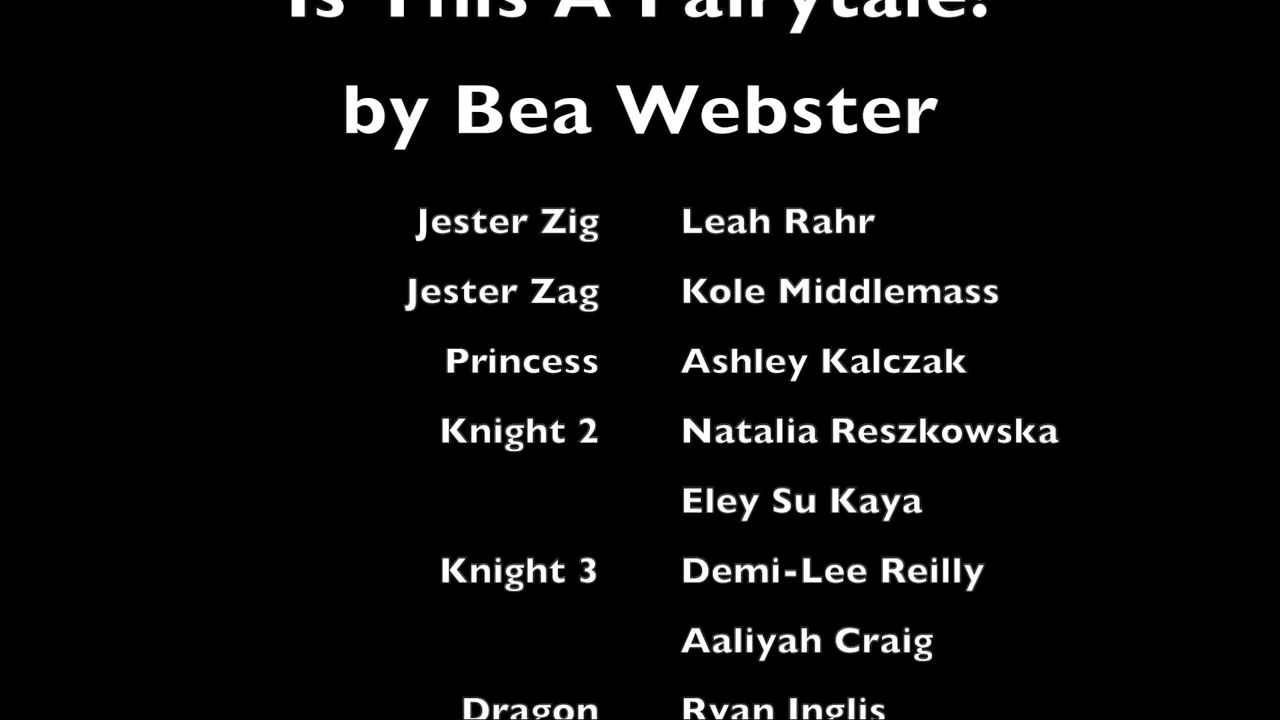 Is This A Fairytale?
by Bea Webster
Jester Zig Leah Rahr
Jester Zag Kole Middlemass
Princess Ashley Kalczak
Knight 2 Natalia Reszkowska
Eley Su Kaya
Knight 3 Demi-Lee Reilly
Aaliyah Craig
Dragon Ryan Inglis